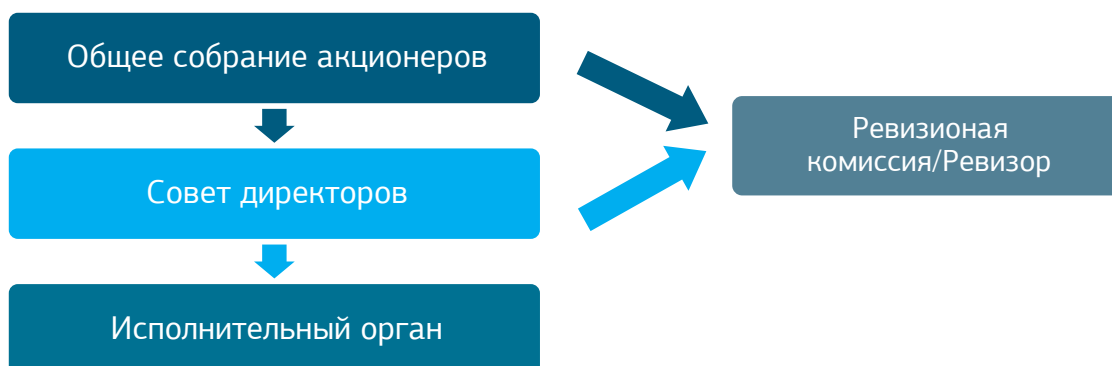 Общее собрание акционеров
Совет директоров
Исполнительный орган
Ревизионая
комиссия/Ревизор